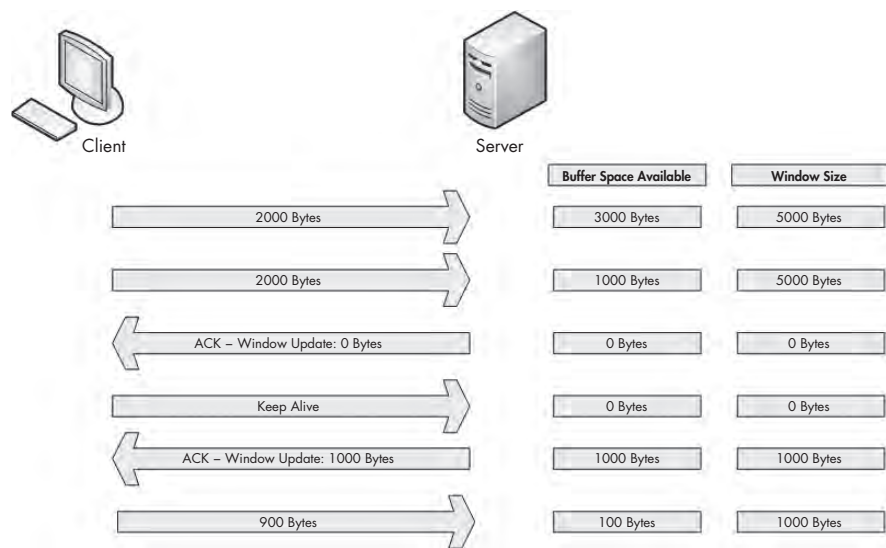 Client
Server
Buffer Space Available Window Size
2000 Bytes 3000 Bytes 5000 Bytes
2000 Bytes 1000 Bytes 5000 Bytes
ACK – Window Update: 0 Bytes 0 Bytes 0 Bytes
Keep Alive 0 Bytes 0 Bytes
ACK – Window Update: 1000 Bytes 1000 Bytes 1000 Bytes
900 Bytes 100 Bytes 1000 Bytes